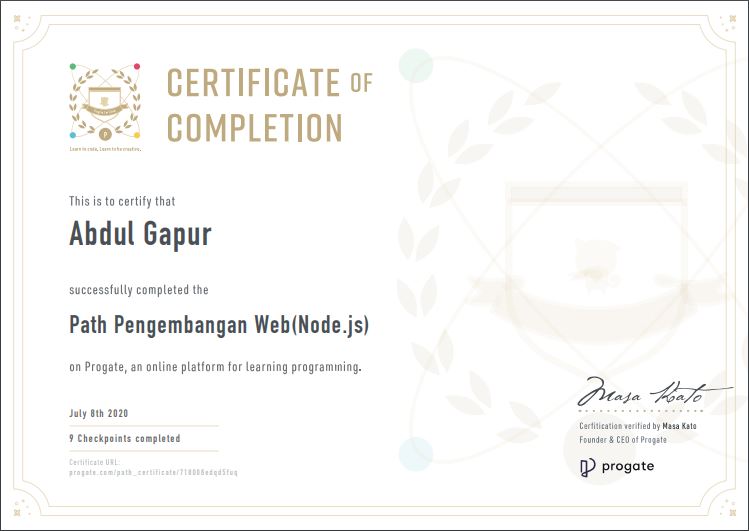 CERTIFICATE OF
COMPLETION
Learn to code, Learn to be creative.
This is to certify that
Abdul Gapur
successfully completed the
Path Pengembangan Web(Node.js)
on Progate, an online platform for learning programming.
July 8th 2020
9 Checkpoints completed
Certificate URL:
progate.com/path_certificate/718006edqd5fuq
Certitication verified by Masa Kato
Founder & CEO of Progate
progate
Masa Kato